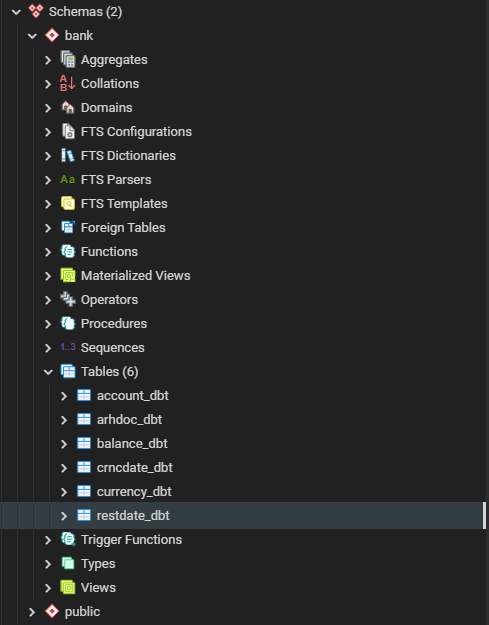 Schemas (2)
bank
Aggregates
A
B
Collations
Domains
FTS Configurations
FTS Dictionaries
Aa FTS Parsers
FTS Templates
Foreign Tables
Functions
Materialized Views
Operators
Procedures
1..3 Sequences
Tables (6)
account_dbt
arhdoc_dbt
balance_dbt
crncdate_dbt
currency_dbt
restdate_dbt
Trigger Functions
Types
Views
public